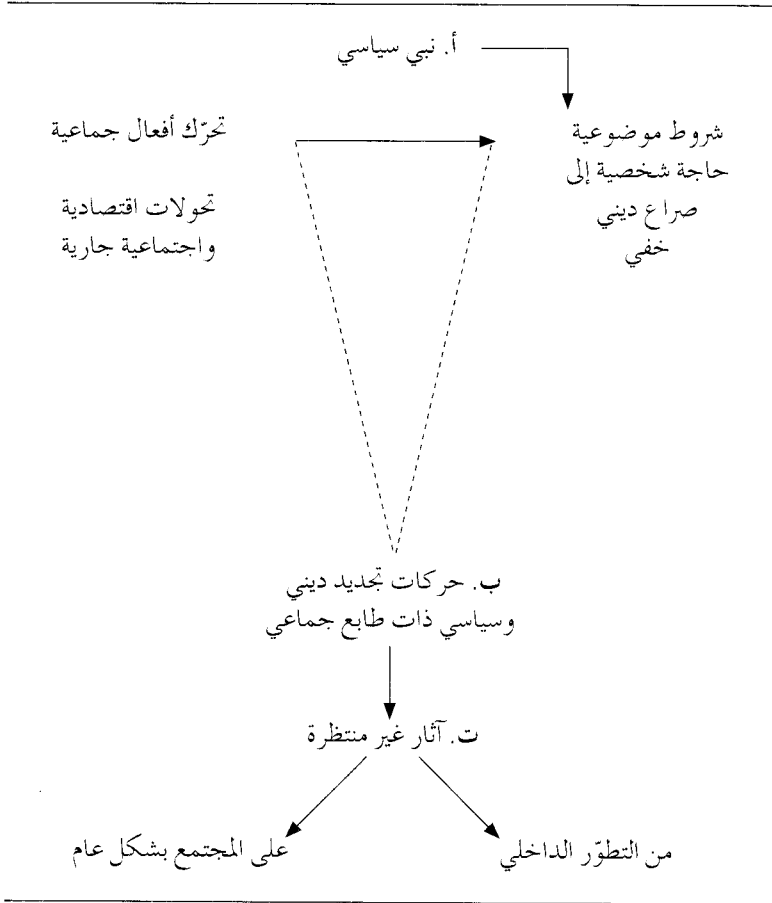 أ. نبي سياسي
شروط موضوعية
حاجة شخصية إلى
صراع ديني
خفي
تحرّك أفعال جماعية
تحولات اقتصادية
واجتماعية جارية
ب. حركات تجديد ديني
وسياسي ذات طابع جماعي
ت. آثار غير منتظرة
من التطوّر الداخلي
على المجتمع بشكل عام